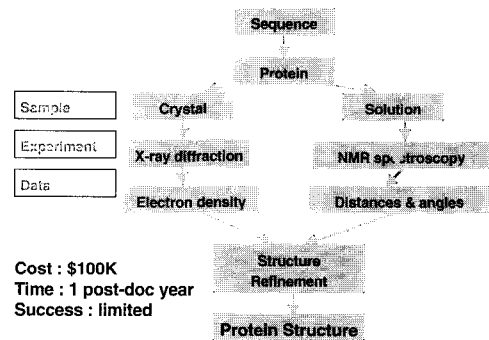 Sequence
Protein
Sample
Crystal
Solution
Experiment
X-ray diffraction
NMR
Data
Electron density
Distances & angles
Structure
Refinement
Cost : $100K
Time : 1 post-doc year
Success : limited
Protein Structure